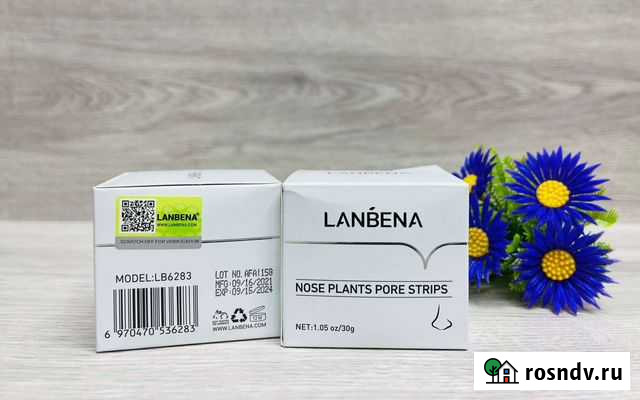 LANBENA®
WWW.LANBENA.COM
SCRATCH OFF FOR VERIFICATION
MODEL:LB6283
LOT NO. AFA115B
MFG:09/16/2021
EXP:09/15/2024
6 970470 536283
WWW.LANBENA.COM
12M
LANBENA
LANBENA
NOSE PLANTS PORE STRIPS
NET:1.05 oz/30g
rosndv.ru